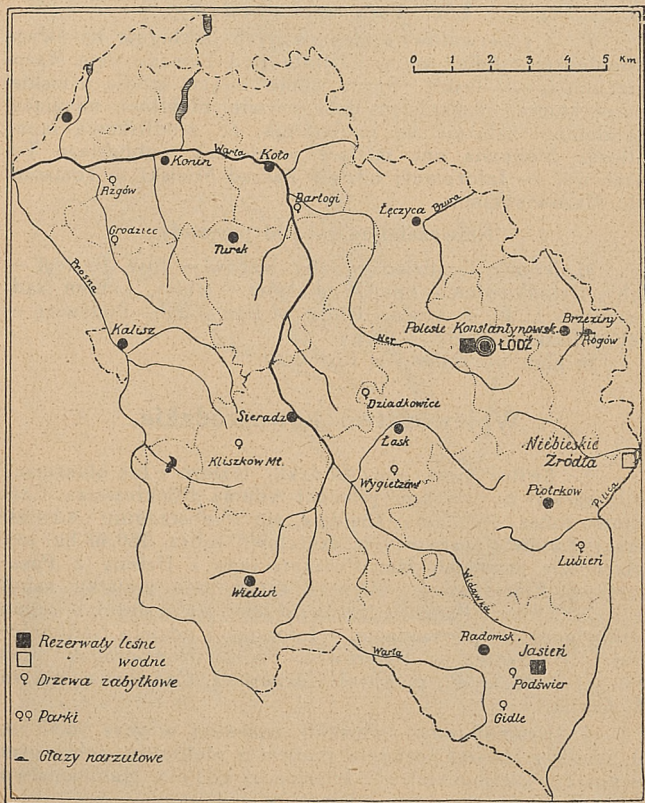 0 1 2 3 4 5 Km
Warta
Konin
Koło
Rzgów
Bartogi
Łęczyca
Bzura
Grodziec
Turek
Prosna
Kalisz
Ner
Polesie Konstantynowsk.
Brzeziny
ŁÓDŹ
Rogów
Dziadkowice
Sieradz
Łask
Kliszków Mł.
Niebieskie
Źródła
Wygiełzów
Piotrków
Pilica
Lubień
Wieluń
Widawka
Radomsk.
Jasień
Warta
Podświer
Gidle
Rezerwaty leśne
wodne
Drzewa zabytkowe
Parki
Głazy narzutowe